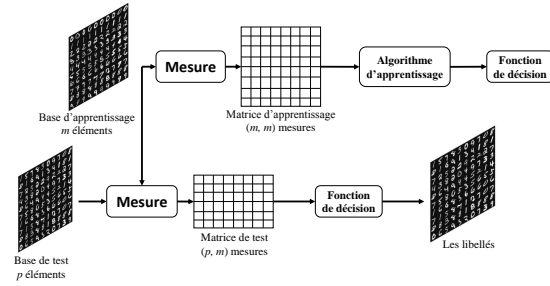 Mesure
Algorithme
d'apprentissage
Fonction
de décision
Base d'apprentissage
m éléments
Matrice d'apprentissage
(m, m) mesures
Mesure
Fonction
de décision
Base de test
p éléments
Matrice de test
(p, m) mesures
Les libellés